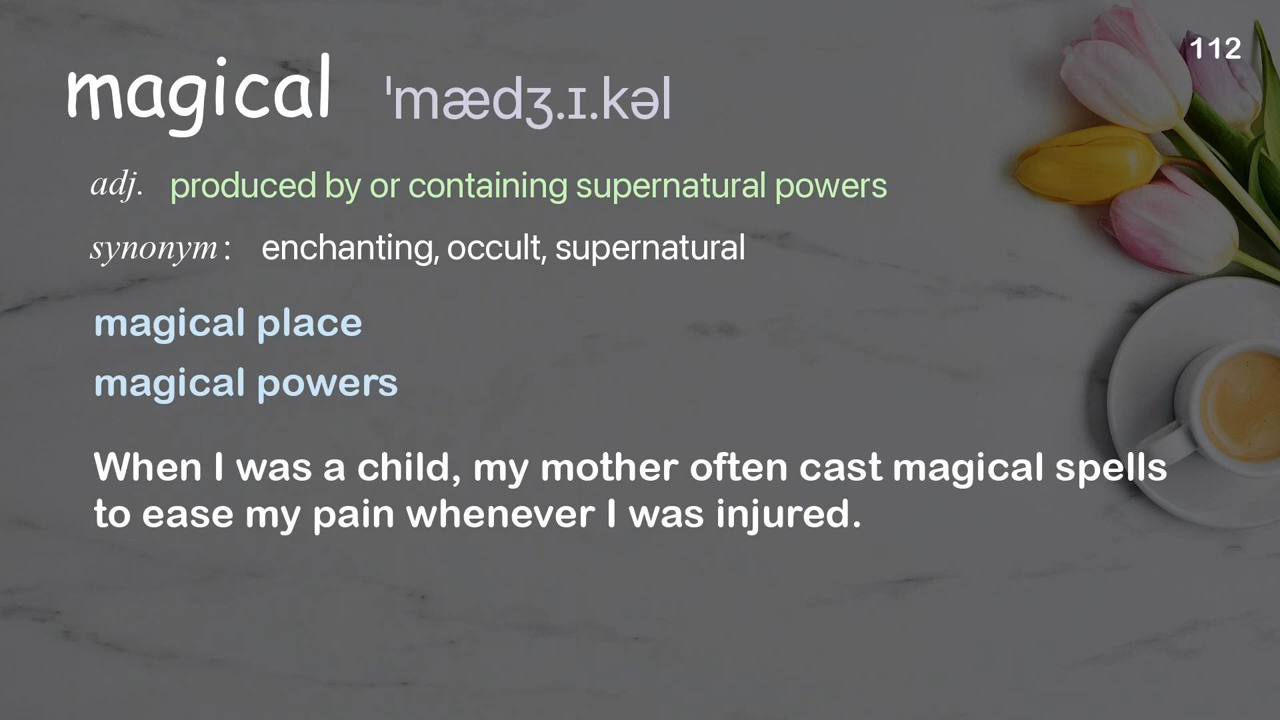 112
magical ˈmædʒ.ɪ.kəl
adj. produced by or containing supernatural powers
synonym: enchanting, occult, supernatural
magical place
magical powers
When I was a child, my mother often cast magical spells
to ease my pain whenever I was injured.